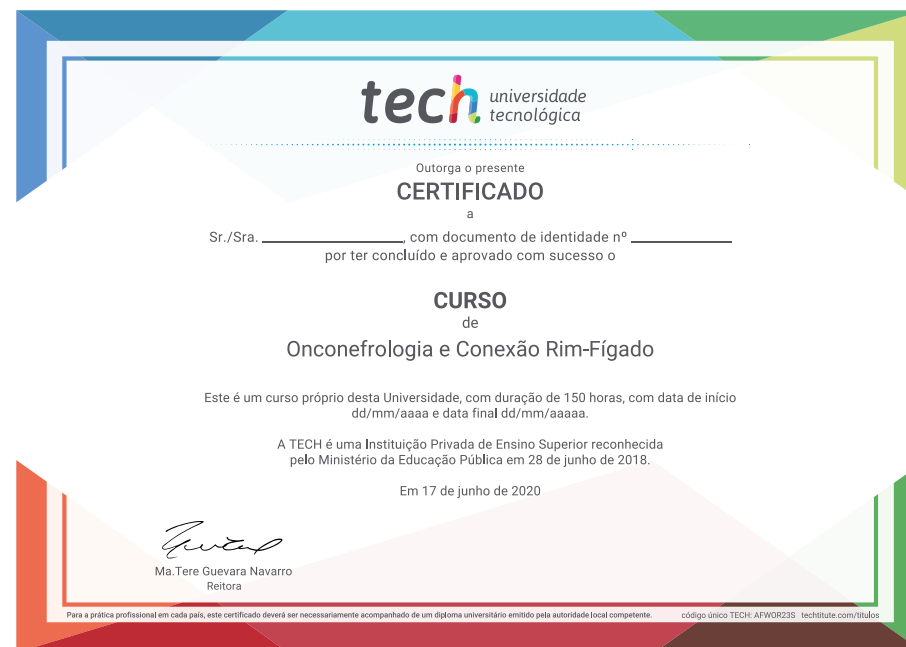 tech universidade
tecnológica
Outorga o presente
CERTIFICADO
a
Sr./Sra. ____________________, com documento de identidade nº ______________
por ter concluído e aprovado com sucesso o
CURSO
de
Onconefrologia e Conexão Rim-Fígado
Este é um curso próprio desta Universidade, com duração de 150 horas, com data de início
dd/mm/aaaa e data final dd/mm/aaaaa.
A TECH é uma Instituição Privada de Ensino Superior reconhecida
pelo Ministério da Educação Pública em 28 de junho de 2018.
Em 17 de junho de 2020
Ma.Tere Guevara Navarro
Reitora
Para a prática profissional em cada país, este certificado deverá ser necessariamente acompanhado de um diploma universitário emitido pela autoridade local competente. código único TECH: AFWOR23S techtitute.com/titulos